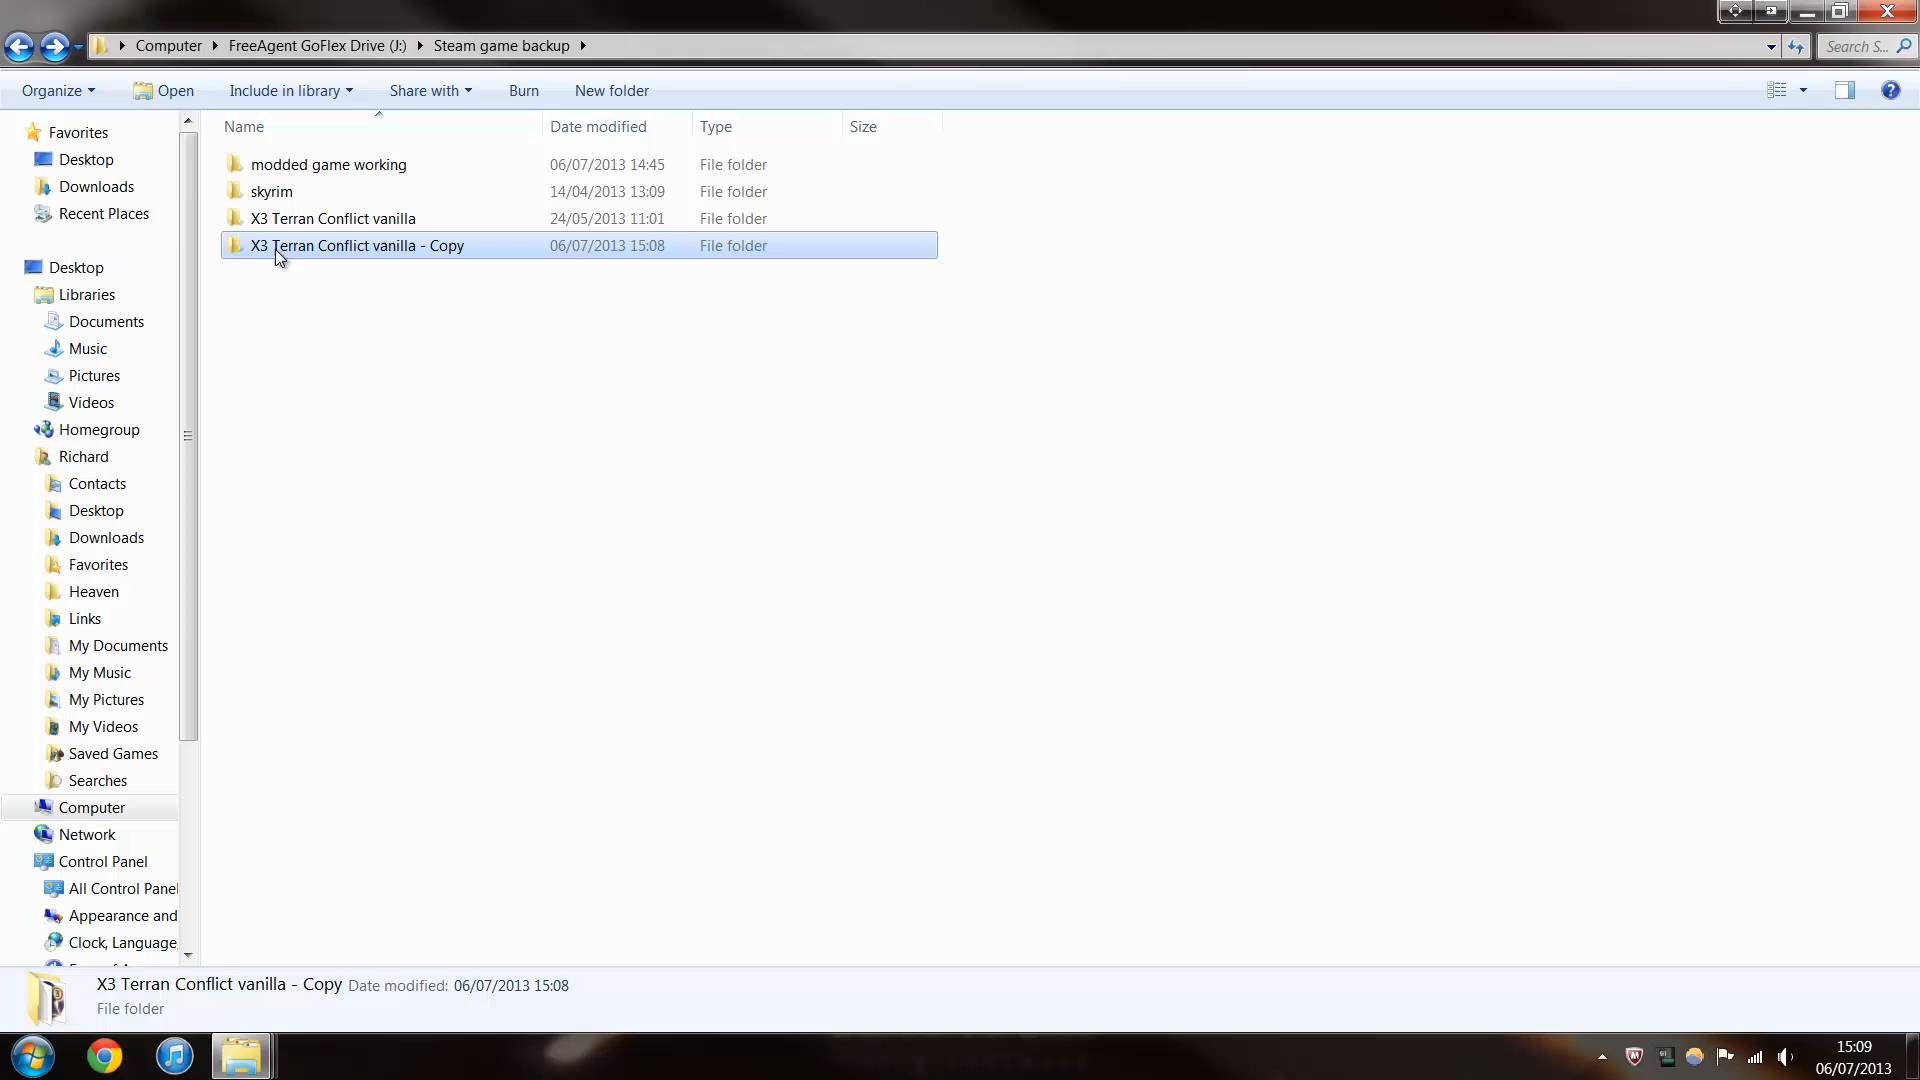 Computer FreeAgent GoFlex Drive (J:) Steam game backup
Search S...
Organize Open Include in library Share with Burn New folder
Name Date modified Type Size
modded game working 06/07/2013 14:45 File folder
skyrim 14/04/2013 13:09 File folder
X3 Terran Conflict vanilla 24/05/2013 11:01 File folder
X3 Terran Conflict vanilla - Copy 06/07/2013 15:08 File folder
Favorites
Desktop
Downloads
Recent Places
Desktop
Libraries
Documents
Music
Pictures
Videos
Homegroup
Richard
Contacts
Desktop
Downloads
Favorites
Heaven
Links
My Documents
My Music
My Pictures
My Videos
Saved Games
Searches
Computer
Network
Control Panel
All Control Panel
Appearance and
Clock, Language,
X3 Terran Conflict vanilla - Copy Date modified: 06/07/2013 15:08
File folder
15:09
06/07/2013